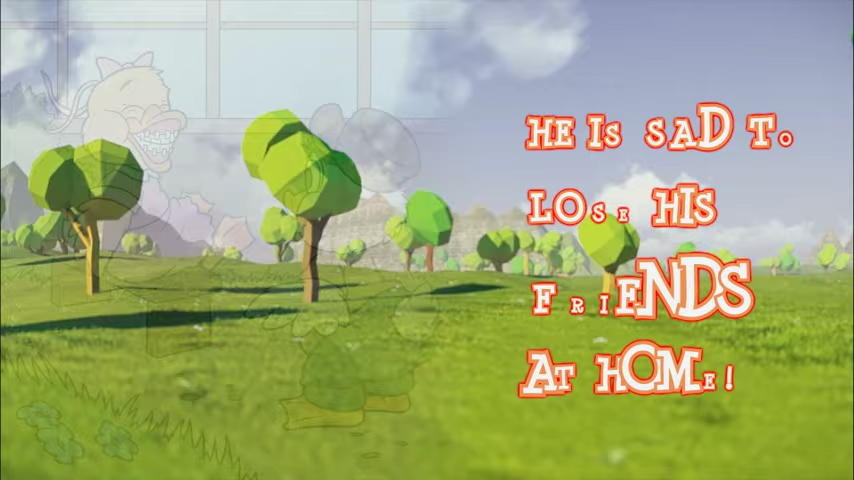 HE IS SAD TO
LOSE HIS
FRIENDS
AT HOME!